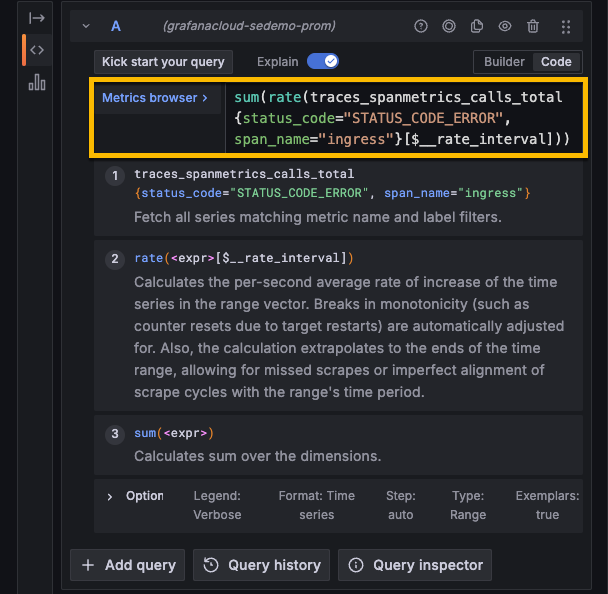 A (grafanacloud-sedemo-prom)
Kick start your query Explain Builder Code
Metrics browser >
sum(rate(traces_spanmetrics_calls_total
{status_code="STATUS_CODE_ERROR",
span_name="ingress"}[$__rate_interval]))
1 traces_spanmetrics_calls_total
{status_code="STATUS_CODE_ERROR", span_name="ingress"}
Fetch all series matching metric name and label filters.
2 rate(<expr>[$__rate_interval])
Calculates the per-second average rate of increase of the time
series in the range vector. Breaks in monotonicity (such as
counter resets due to target restarts) are automatically adjusted
for. Also, the calculation extrapolates to the ends of the time
range, allowing for missed scrapes or imperfect alignment of
scrape cycles with the range's time period.
3 sum(<expr>)
Calculates sum over the dimensions.
Option Legend: Format: Time Step: Type: Exemplars:
Verbose series auto Range true
+ Add query Query history Query inspector